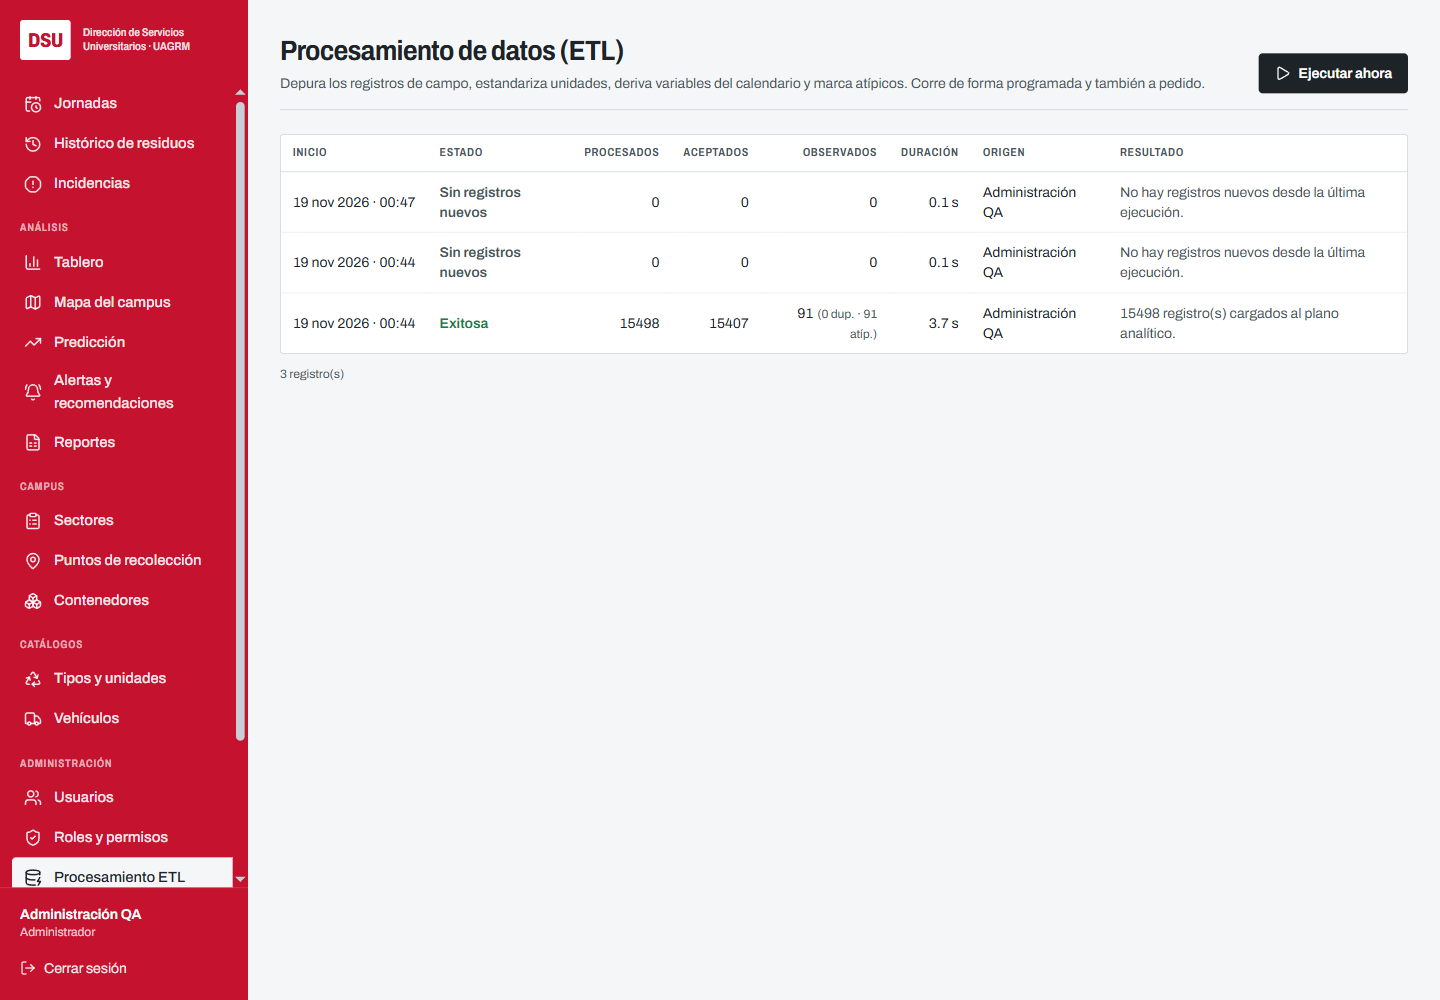 DSU
Dirección de Servicios
Universitarios · UAGRM
Jornadas
Histórico de residuos
Incidencias
ANÁLISIS
Tablero
Mapa del campus
Predicción
Alertas y
recomendaciones
Reportes
CAMPUS
Sectores
Puntos de recolección
Contenedores
CATÁLOGOS
Tipos y unidades
Vehículos
ADMINISTRACIÓN
Usuarios
Roles y permisos
Procesamiento ETL
Administración QA
Administrador
Cerrar sesión
Procesamiento de datos (ETL)
Depura los registros de campo, estandariza unidades, deriva variables del calendario y marca atípicos. Corre de forma programada y también a pedido.
Ejecutar ahora
INICIO ESTADO PROCESADOS ACEPTADOS OBSERVADOS DURACIÓN ORIGEN RESULTADO
19 nov 2026 · 00:47 Sin registros nuevos 0 0 0 0.1 s Administración QA No hay registros nuevos desde la última ejecución.
19 nov 2026 · 00:44 Sin registros nuevos 0 0 0 0.1 s Administración QA No hay registros nuevos desde la última ejecución.
19 nov 2026 · 00:44 Exitosa 15498 15407 91 (0 dup. · 91 atíp.) 3.7 s Administración QA 15498 registro(s) cargados al plano analítico.
3 registro(s)